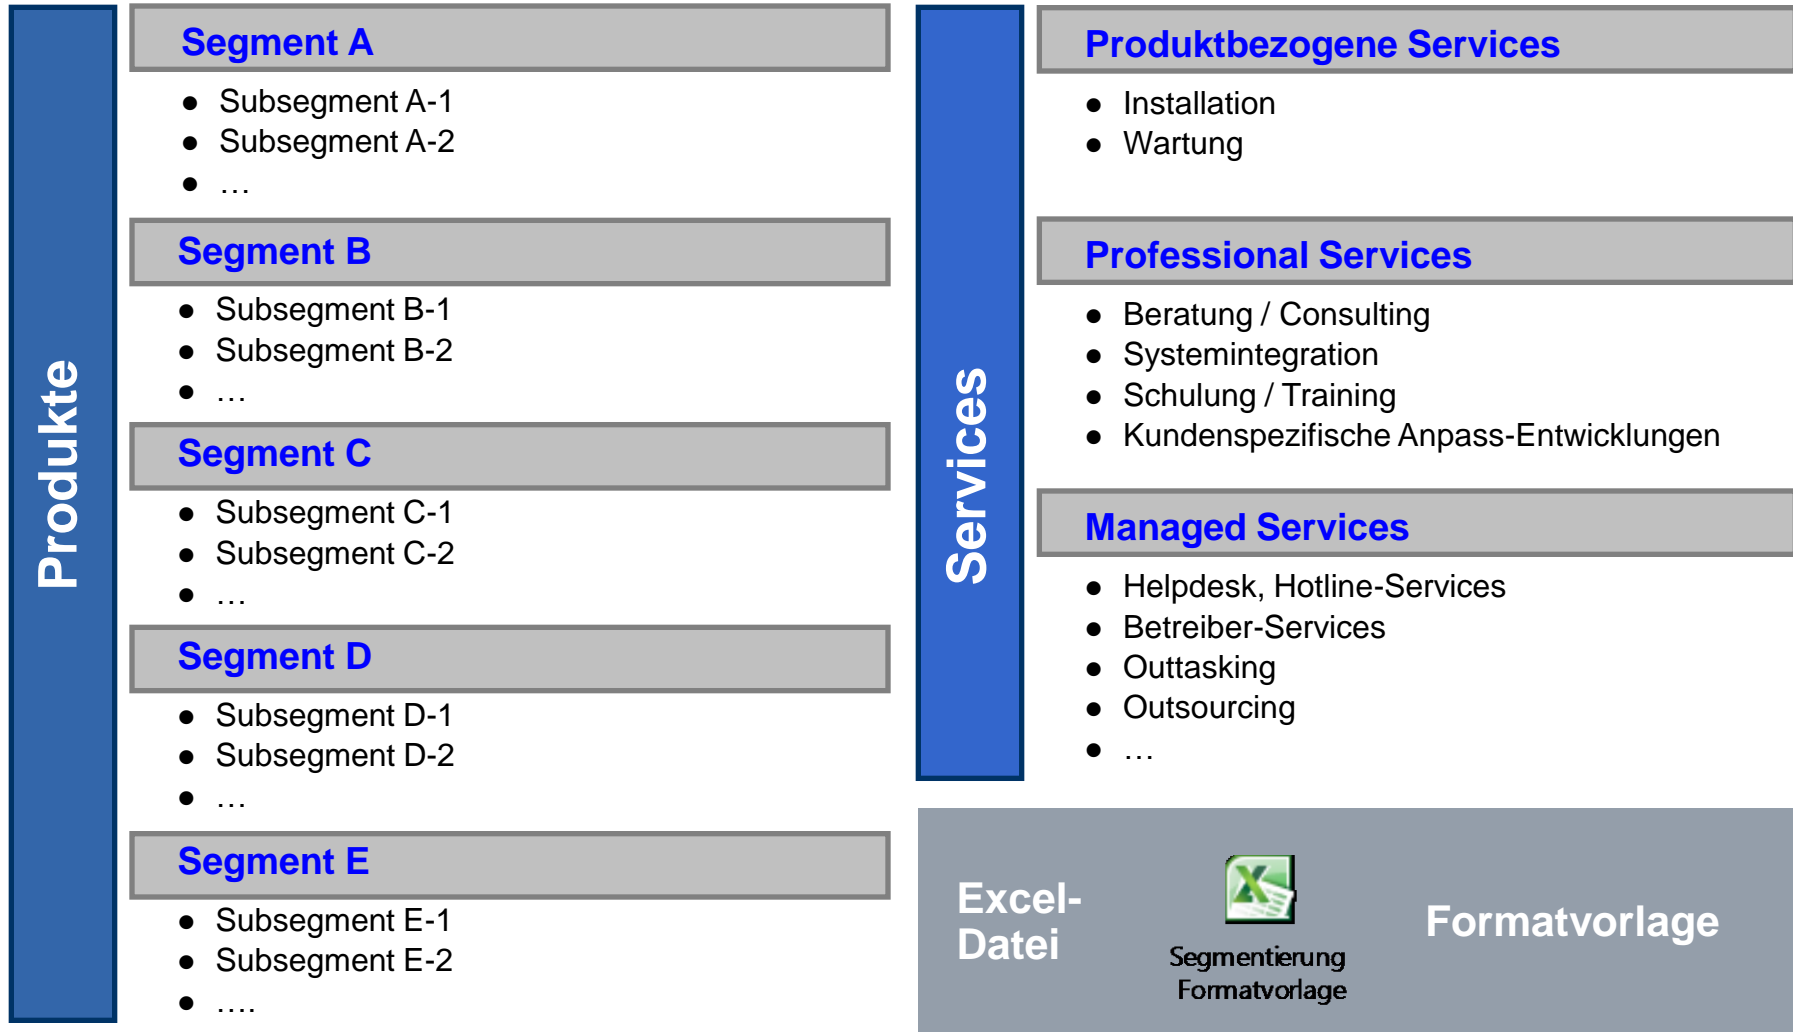 Produkte
Segment A
● Subsegment A-1
● Subsegment A-2
● …
Segment B
● Subsegment B-1
● Subsegment B-2
● …
Segment C
● Subsegment C-1
● Subsegment C-2
● …
Segment D
● Subsegment D-1
● Subsegment D-2
● …
Segment E
● Subsegment E-1
● Subsegment E-2
● ….
Services
Produktbezogene Services
● Installation
● Wartung
Professional Services
● Beratung / Consulting
● Systemintegration
● Schulung / Training
● Kundenspezifische Anpass-Entwicklungen
Managed Services
● Helpdesk, Hotline-Services
● Betreiber-Services
● Outtasking
● Outsourcing
● …
Excel-
Datei
Segmentierung
Formatvorlage
Formatvorlage